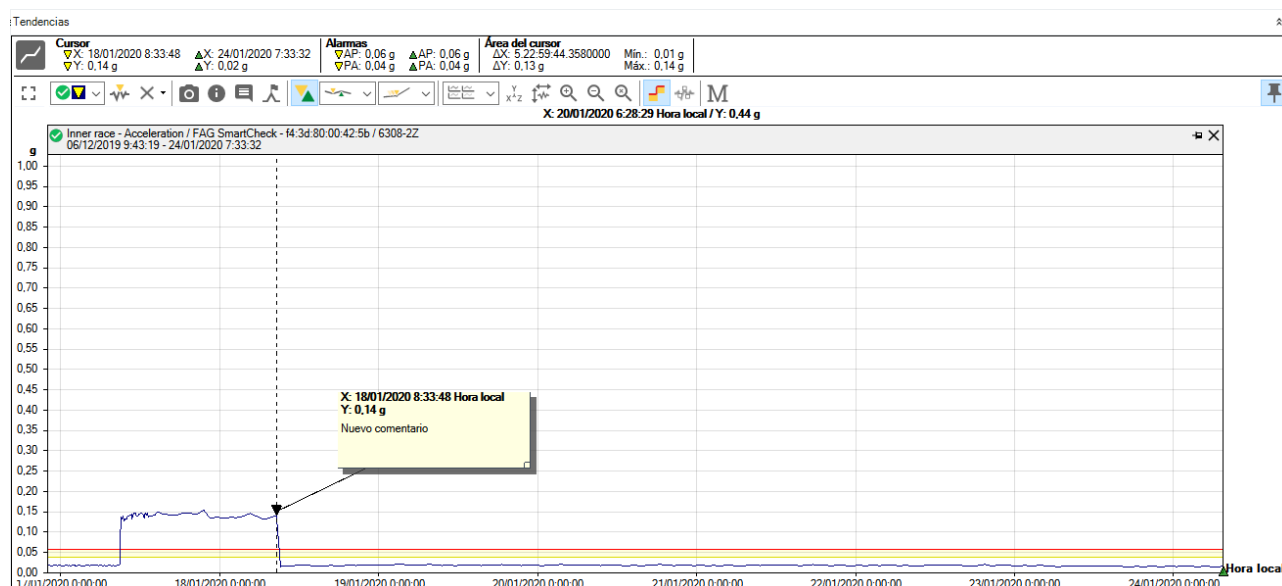 Tendencias
Cursor
X: 18/01/2020 8:33:48 X: 24/01/2020 7:33:32
Y: 0,14 g Y: 0,02 g
Alarmas
AP: 0,06 g AP: 0,06 g
PA: 0,04 g PA: 0,04 g
Área del cursor
ΔX: 5.22:59:44.3580000 Mín.: 0,01 g
ΔY: 0,13 g Máx.: 0,14 g
M
X: 20/01/2020 6:28:29 Hora local / Y: 0,44 g
Inner race - Acceleration / FAG SmartCheck - f4:3d:80:00:42:5b / 6308-2Z
06/12/2019 9:43:19 - 24/01/2020 7:33:32
g
1,00
0,95
0,90
0,85
0,80
0,75
0,70
0,65
0,60
0,55
0,50
0,45
0,40
0,35
0,30
0,25
0,20
0,15
0,10
0,05
0,00
X: 18/01/2020 8:33:48 Hora local
Y: 0,14 g
Nuevo comentario
17/01/2020 0:00:00 18/01/2020 0:00:00 19/01/2020 0:00:00 20/01/2020 0:00:00 21/01/2020 0:00:00 22/01/2020 0:00:00 23/01/2020 0:00:00 24/01/2020 0:00:00
Hora local